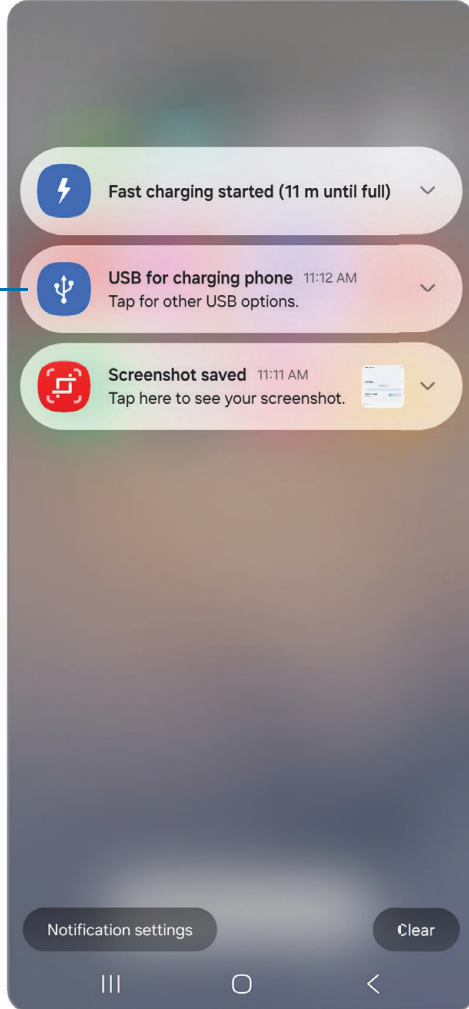 Fast charging started (11 m until full)
USB for charging phone 11:12 AM
Tap for other USB options.
Screenshot saved 11:11 AM
Tap here to see your screenshot.
Notification settings
Clear